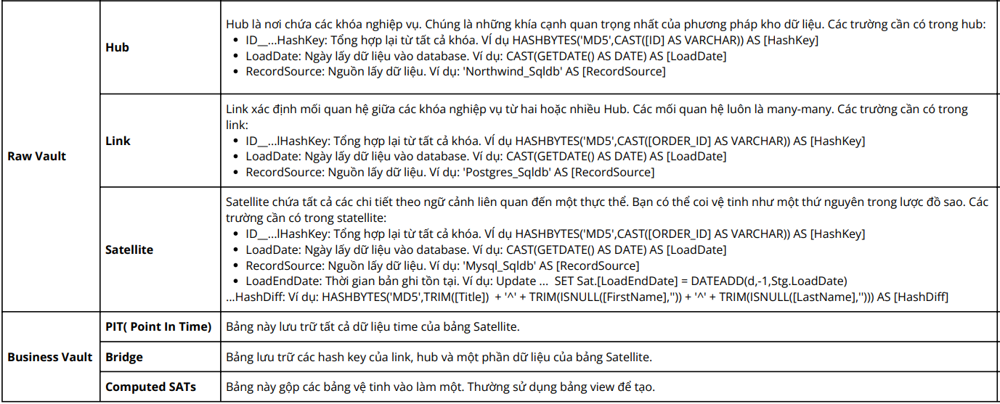 Raw Vault
Hub
Hub là nơi chứa các khóa nghiệp vụ. Chúng là những khía cạnh quan trọng nhất của phương pháp kho dữ liệu. Các trường cần có trong hub:
• ID__...HashKey: Tổng hợp lại từ tất cả khóa. VÍ dụ HASHBYTES('MD5',CAST([ID] AS VARCHAR)) AS [HashKey]
• LoadDate: Ngày lấy dữ liệu vào database. Ví dụ: CAST(GETDATE() AS DATE) AS [LoadDate]
• RecordSource: Nguồn lấy dữ liệu. Ví dụ: 'Northwind_Sqldb' AS [RecordSource]
Link
Link xác định mối quan hệ giữa các khóa nghiệp vụ từ hai hoặc nhiều Hub. Các mối quan hệ luôn là many-many. Các trường cần có trong
link:
• ID__...lHashKey: Tổng hợp lại từ tất cả khóa. VÍ dụ HASHBYTES('MD5',CAST([ORDER_ID] AS VARCHAR)) AS [HashKey]
• LoadDate: Ngày lấy dữ liệu vào database. Ví dụ: CAST(GETDATE() AS DATE) AS [LoadDate]
• RecordSource: Nguồn lấy dữ liệu. Ví dụ: 'Postgres_Sqldb' AS [RecordSource]
Satellite
Satellite chứa tất cả các chi tiết theo ngữ cảnh liên quan đến một thực thể. Bạn có thể coi vệ tinh như một thứ nguyên trong lược đồ sao. Các
trường cần có trong statellite:
• ID__...lHashKey: Tổng hợp lại từ tất cả khóa. VÍ dụ HASHBYTES('MD5',CAST([ORDER_ID] AS VARCHAR)) AS [HashKey]
• LoadDate: Ngày lấy dữ liệu vào database. Ví dụ: CAST(GETDATE() AS DATE) AS [LoadDate]
• RecordSource: Nguồn lấy dữ liệu. Ví dụ: 'Mysql_Sqldb' AS [RecordSource]
• LoadEndDate: Thời gian bản ghi tồn tại. Ví dụ: Update ... SET Sat.[LoadEndDate] = DATEADD(d,-1,Stg.LoadDate)
...HashDiff: Ví dụ: HASHBYTES('MD5',TRIM([Title]) + '^' + TRIM(ISNULL([FirstName],'')) + '^' + TRIM(ISNULL([LastName],''))) AS [HashDiff]
Business Vault
PIT( Point In Time)
Bảng này lưu trữ tất cả dữ liệu time của bảng Satellite.
Bridge
Bảng lưu trữ các hash key của link, hub và một phần dữ liệu của bảng Satellite.
Computed SATs
Bảng này gộp các bảng vệ tinh vào làm một. Thường sử dụng bảng view để tạo.